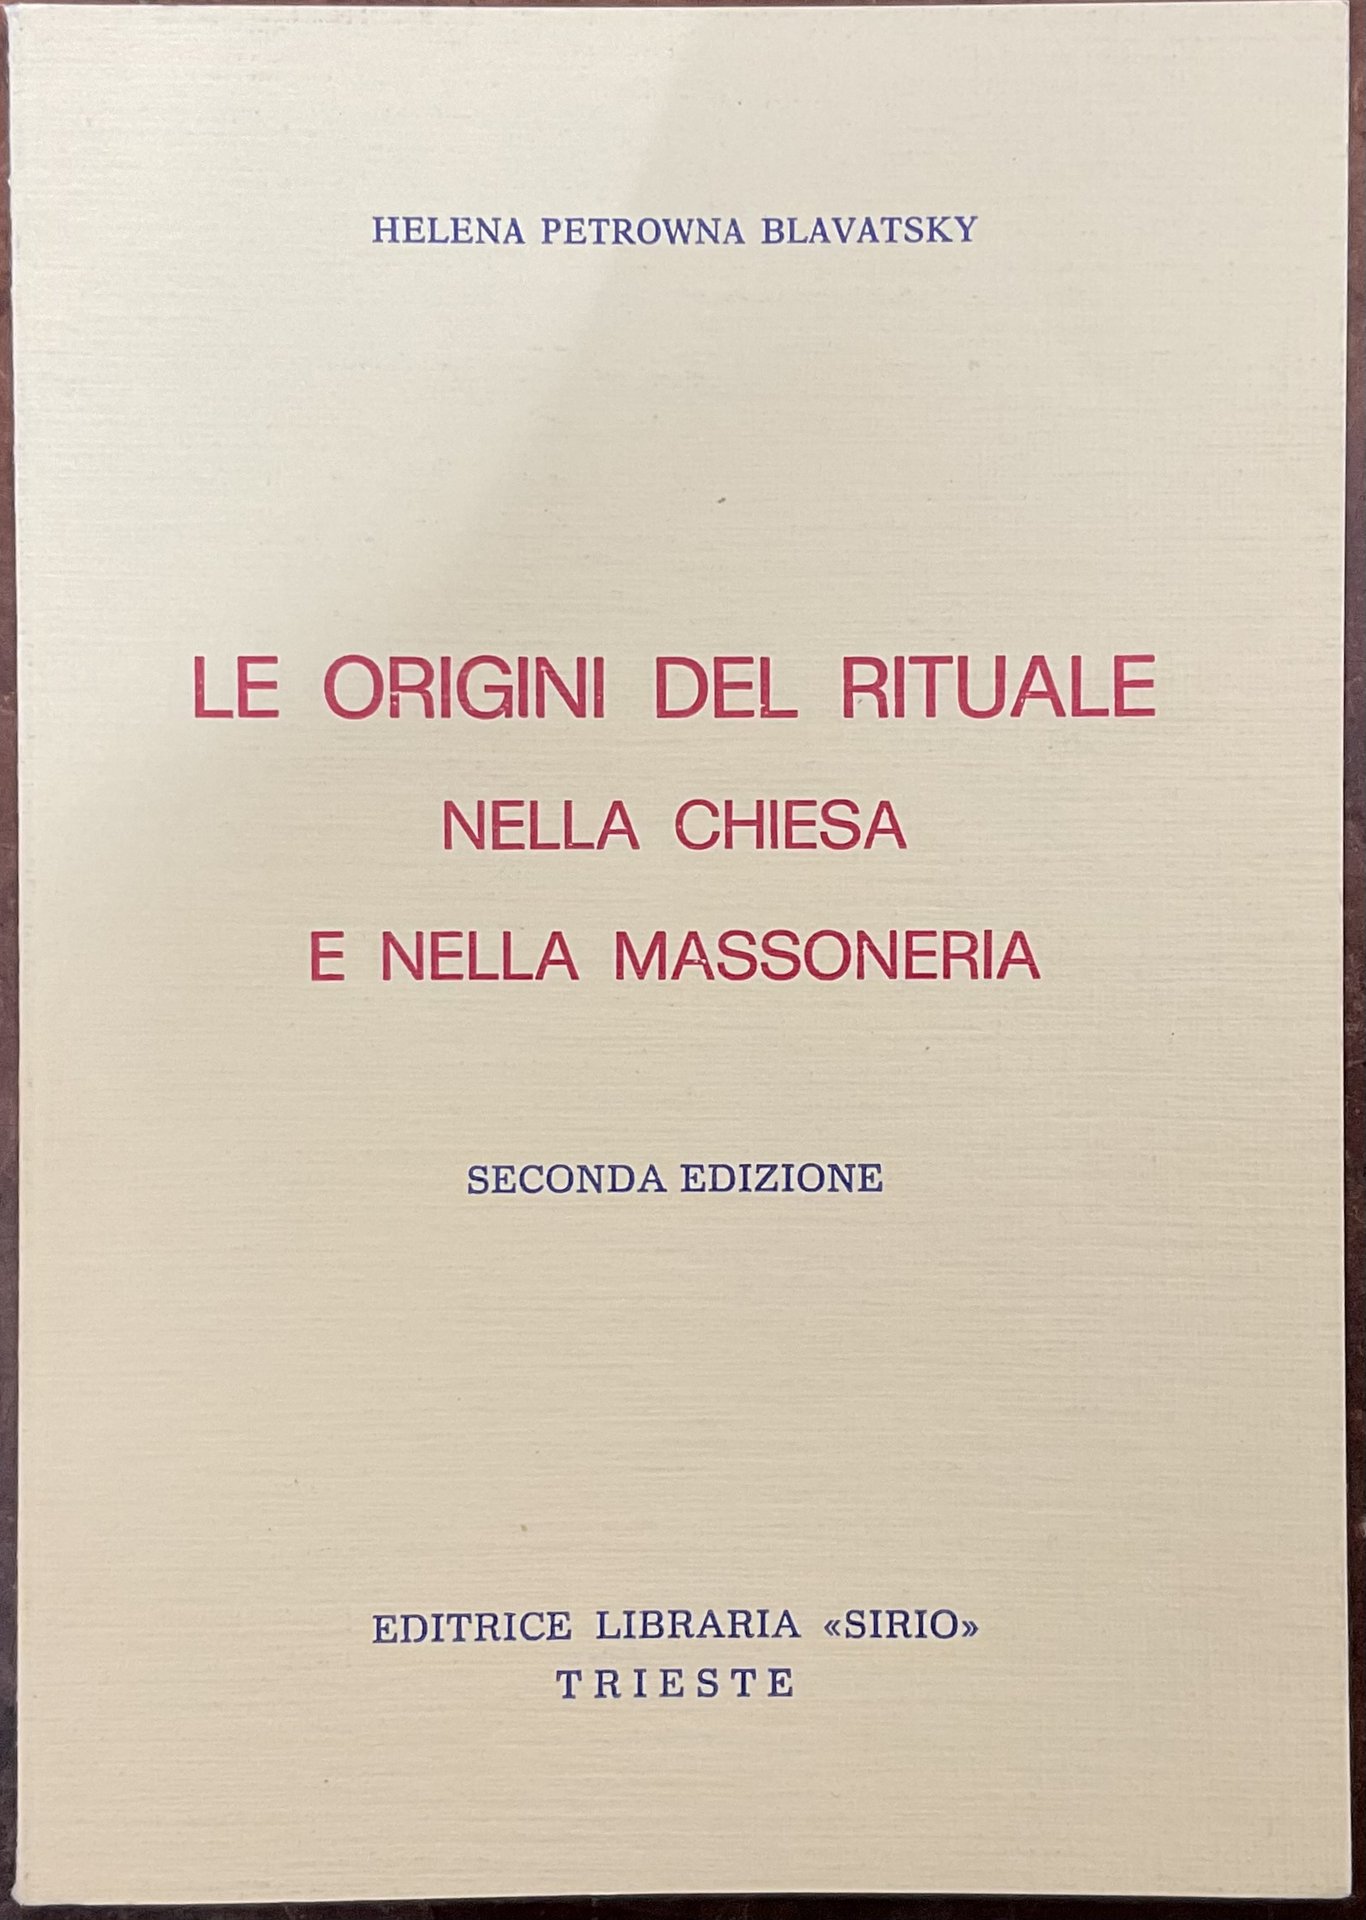 HELENA PETROWNA BLAVATSKY
LE ORIGINI DEL RITUALE
NELLA CHIESA
E NELLA MASSONERIA
SECONDA EDIZIONE
EDITRICE LIBRARIA «SIRIO»
TRIESTE